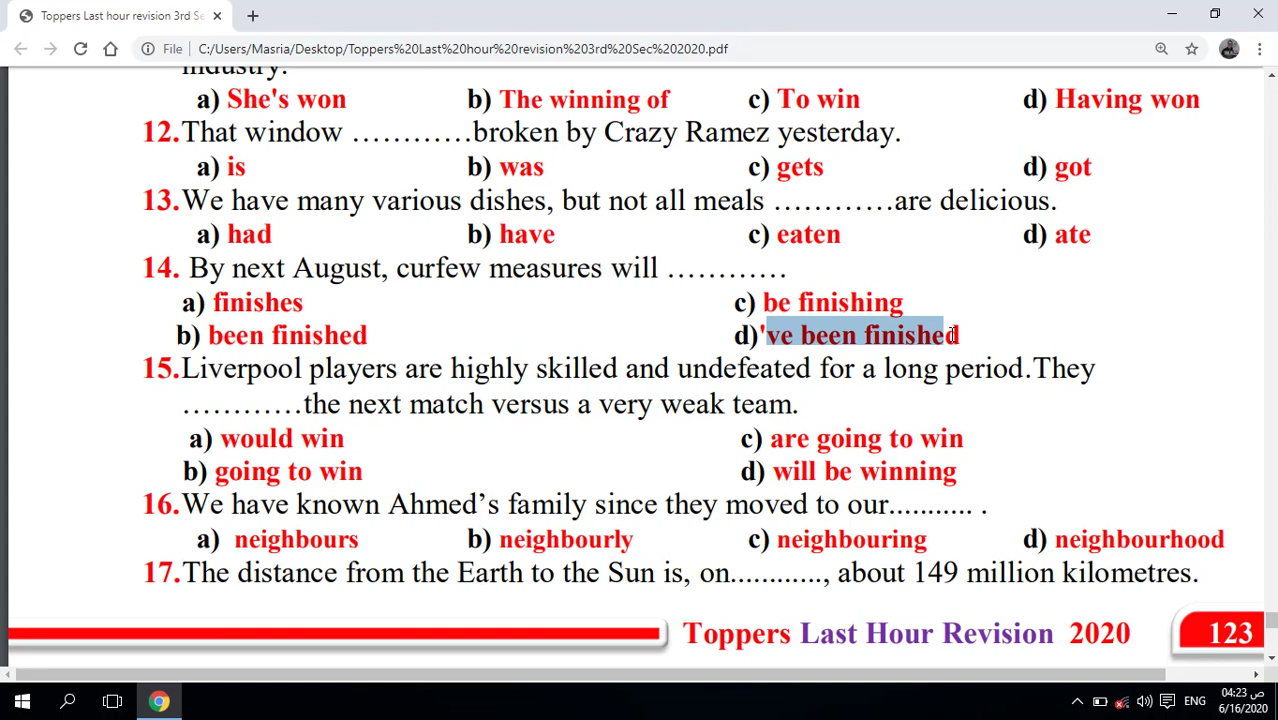 Toppers Last hour revision 3rd Se
File
C:/Users/Masria/Desktop/Toppers%20Last%20hour%20revision%203rd%20Sec%202020.pdf
industry.
a) She's won b) The winning of c) To win d) Having won
12.That window …………broken by Crazy Ramez yesterday.
a) is b) was c) gets d) got
13.We have many various dishes, but not all meals …………are delicious.
a) had b) have c) eaten d) ate
14. By next August, curfew measures will …………
a) finishes c) be finishing
b) been finished d)'ve been finished
15.Liverpool players are highly skilled and undefeated for a long period.They
…………the next match versus a very weak team.
a) would win c) are going to win
b) going to win d) will be winning
16.We have known Ahmed’s family since they moved to our........... .
a) neighbours b) neighbourly c) neighbouring d) neighbourhood
17.The distance from the Earth to the Sun is, on............, about 149 million kilometres.
Toppers Last Hour Revision 2020 123
ENG
04:23 ص
6/16/2020